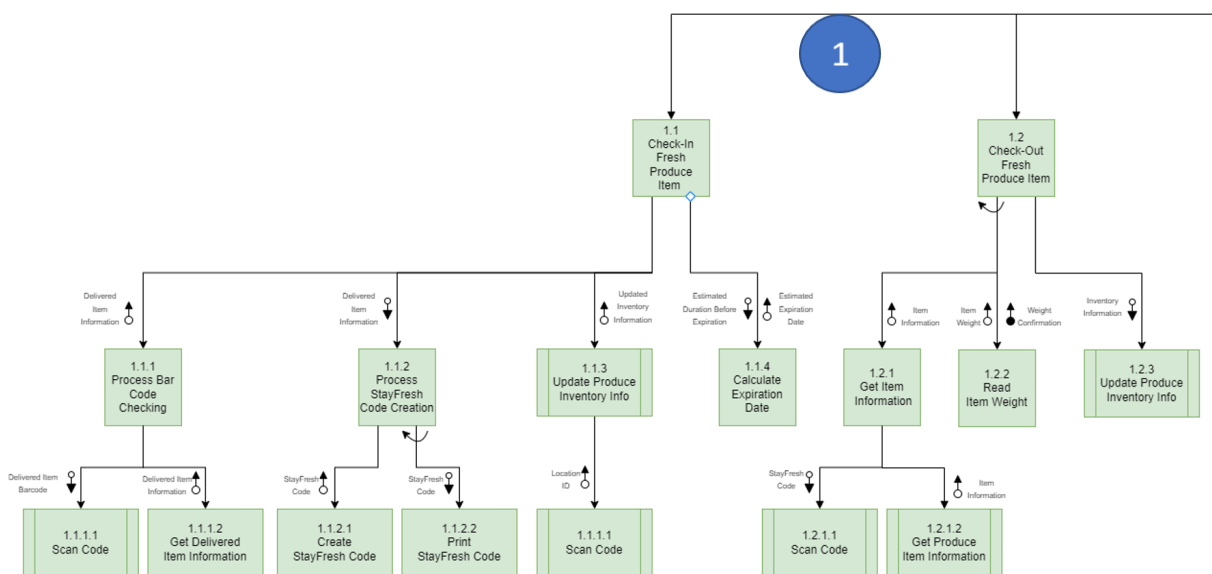 1
1.1
Check-In
Fresh
Produce
Item
1.2
Check-Out
Fresh
Produce Item
Delivered
Item
Information
Delivered
Item
Information
Updated
Inventory
Information
Estimated
Duration Before
Expiration
Estimated
Expiration
Date
Item
Information
Item
Weight
Weight
Confirmation
Inventory
Information
1.1.1
Process Bar
Code
Checking
1.1.2
Process
StayFresh
Code Creation
1.1.3
Update Produce
Inventory Info
1.1.4
Calculate
Expiration
Date
1.2.1
Get Item
Information
1.2.2
Read
Item Weight
1.2.3
Update Produce
Inventory Info
Delivered Item
Barcode
Delivered Item
Information
StayFresh
Code
StayFresh
Code
Location
ID
StayFresh
Code
Item
Information
1.1.1.1
Scan Code
1.1.1.2
Get Delivered
Item Information
1.1.2.1
Create
StayFresh Code
1.1.2.2
Print
StayFresh Code
1.1.1.1
Scan Code
1.2.1.1
Scan Code
1.2.1.2
Get Produce
Item Information